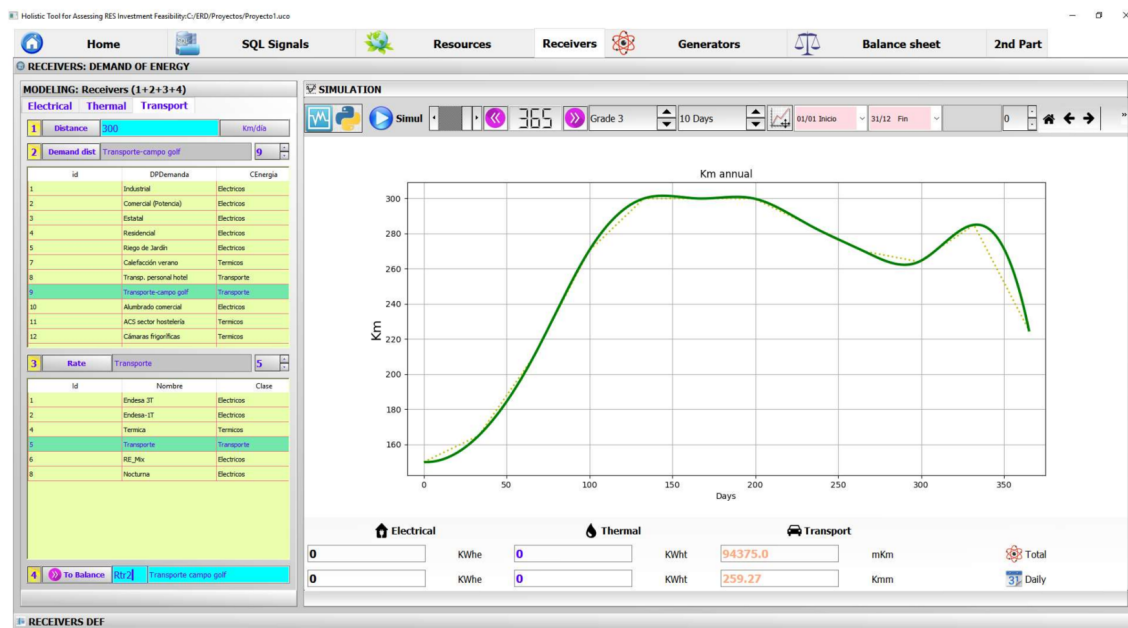 Holistic Tool for Assessing RES Investment Feasibility:C:/ERD/Proyectos/Proyecto1.uco
Home SQL Signals Resources Receivers Generators Balance sheet 2nd Part
RECEIVERS: DEMAND OF ENERGY
MODELING: Receivers (1+2+3+4)
Electrical Thermal Transport
1 Distance 300 Km/día
2 Demand dist Transporte-campo golf 9
id DPDemanda CEnergia
1 Industrial Electricos
2 Comercial (Potencia) Electricos
3 Estatal Electricos
4 Residencial Electricos
5 Riego de Jardín Electricos
7 Calefacción verano Termicos
8 Transp. personal hotel Transporte
9 Transporte-campo golf Transporte
10 Alumbrado comercial Electricos
11 ACS sector hostelería Termicos
12 Cámaras frigoríficas Termicos
3 Rate Transporte 5
Id Nombre Clase
1 Endesa 3T Electricos
2 Endesa-1T Electricos
4 Termica Termicos
5 Transporte Transporte
6 RE_Mix Electricos
8 Nocturna Electricos
4 To Balance Rtr2 Transporte campo golf
SIMULATION
Simul 365 Grade 3 10 Days 01/01 Inicio 31/12 Fin 0 »
Km annual
Km
300
280
260
240
220
200
180
160
0 50 100 150 200 250 300 350
Days
Electrical Thermal Transport
0 KWhe 0 KWht 94375.0 mKm Total
0 KWhe 0 KWht 259.27 Kmm 31 Daily
RECEIVERS DEF